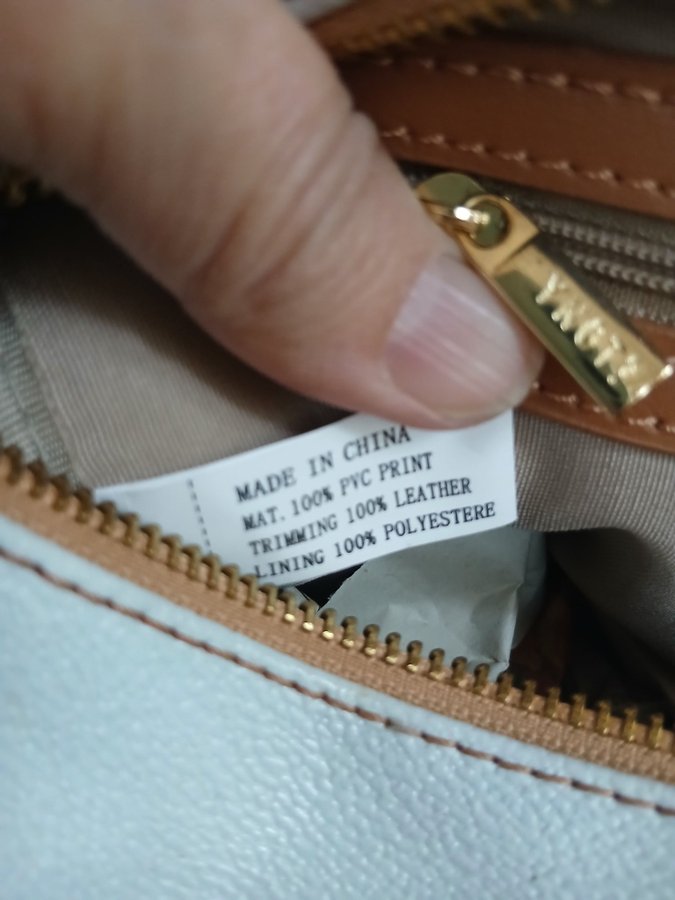 MADE IN CHINA
MAT. 100% PVC PRINT
TRIMMING 100% LEATHER
LINING 100% POLYESTERE